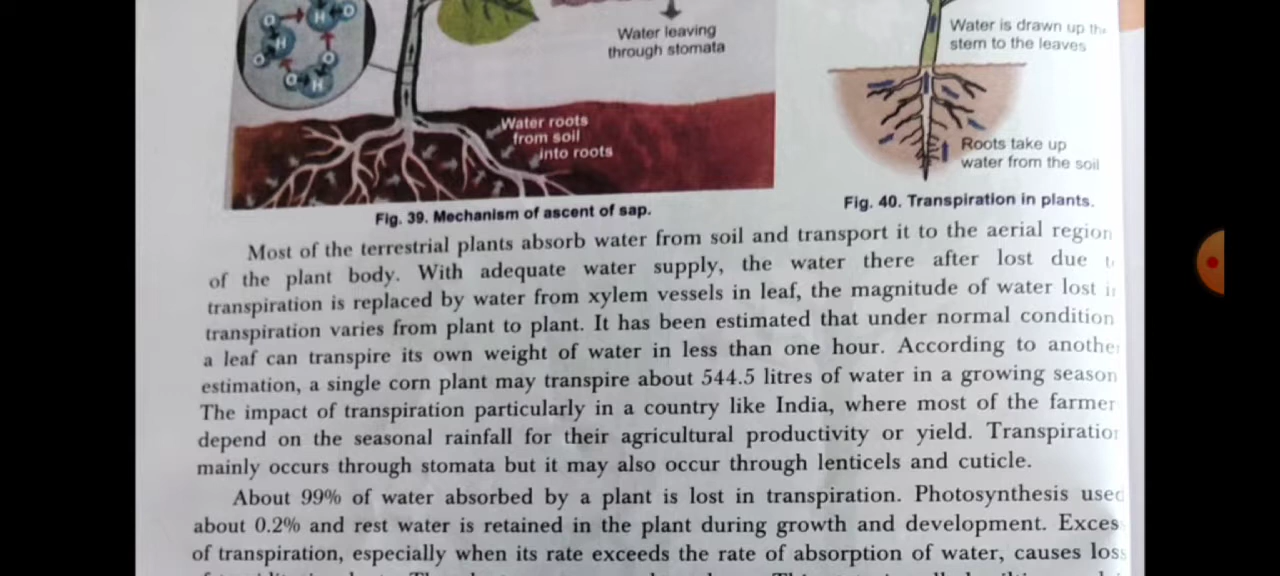 O H O
H
O O
O H
Water leaving
through stomata
Water is drawn up the
stem to the leaves
Water roots
from soil
into roots
Roots take up
water from the soil
Fig. 39. Mechanism of ascent of sap.
Fig. 40. Transpiration in plants.
Most of the terrestrial plants absorb water from soil and transport it to the aerial region
of the plant body. With adequate water supply, the water there after lost due t
transpiration is replaced by water from xylem vessels in leaf, the magnitude of water lost i
transpiration varies from plant to plant. It has been estimated that under normal condition
a leaf can transpire its own weight of water in less than one hour. According to another
estimation, a single corn plant may transpire about 544.5 litres of water in a growing season
The impact of transpiration particularly in a country like India, where most of the farmer
depend on the seasonal rainfall for their agricultural productivity or yield. Transpiration
mainly occurs through stomata but it may also occur through lenticels and cuticle.
About 99% of water absorbed by a plant is lost in transpiration. Photosynthesis used
about 0.2% and rest water is retained in the plant during growth and development. Exces
of transpiration, especially when its rate exceeds the rate of absorption of water, causes loss